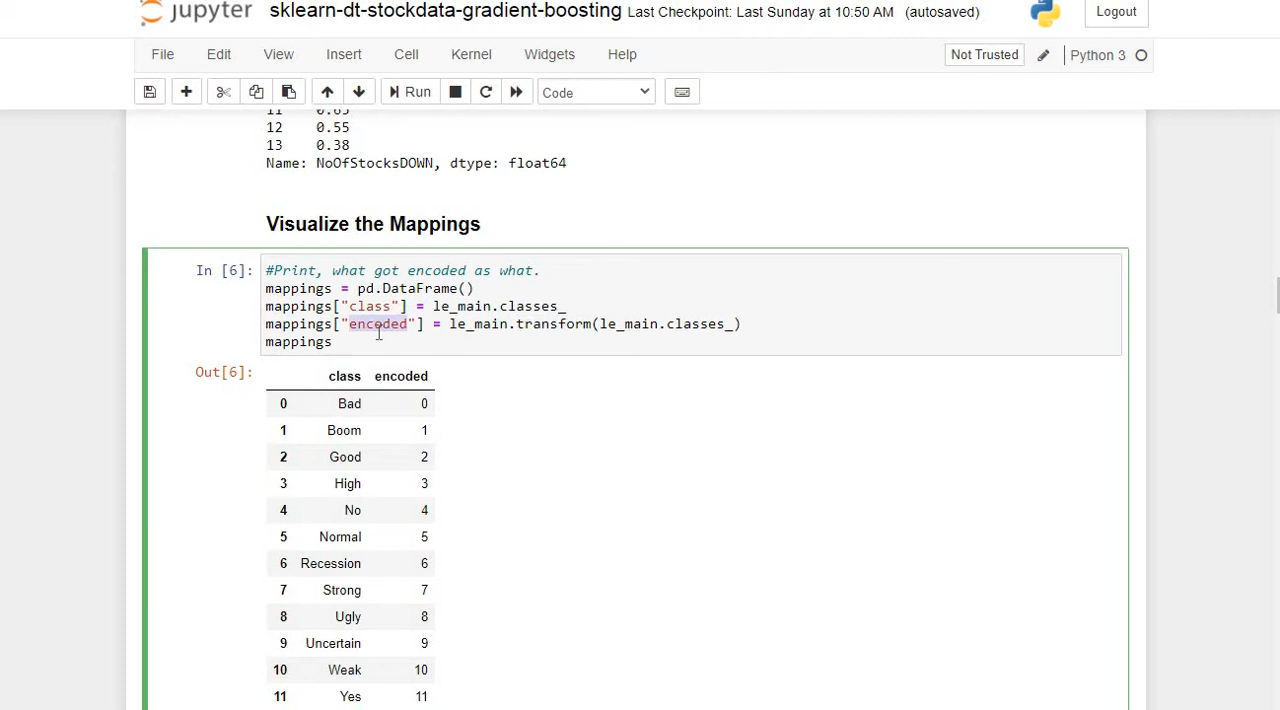 jupyter sklearn-dt-stockdata-gradient-boosting Last Checkpoint: Last Sunday at 10:50 AM (autosaved) Logout
File Edit View Insert Cell Kernel Widgets Help Not Trusted Python 3
Run Code
11 0.65
12 0.55
13 0.38
Name: NoOfStocksDOWN, dtype: float64
Visualize the Mappings
In [6]: #Print, what got encoded as what.
mappings = pd.DataFrame()
mappings["class"] = le_main.classes_
mappings["encoded"] = le_main.transform(le_main.classes_)
mappings
Out[6]: class encoded
0 Bad 0
1 Boom 1
2 Good 2
3 High 3
4 No 4
5 Normal 5
6 Recession 6
7 Strong 7
8 Ugly 8
9 Uncertain 9
10 Weak 10
11 Yes 11